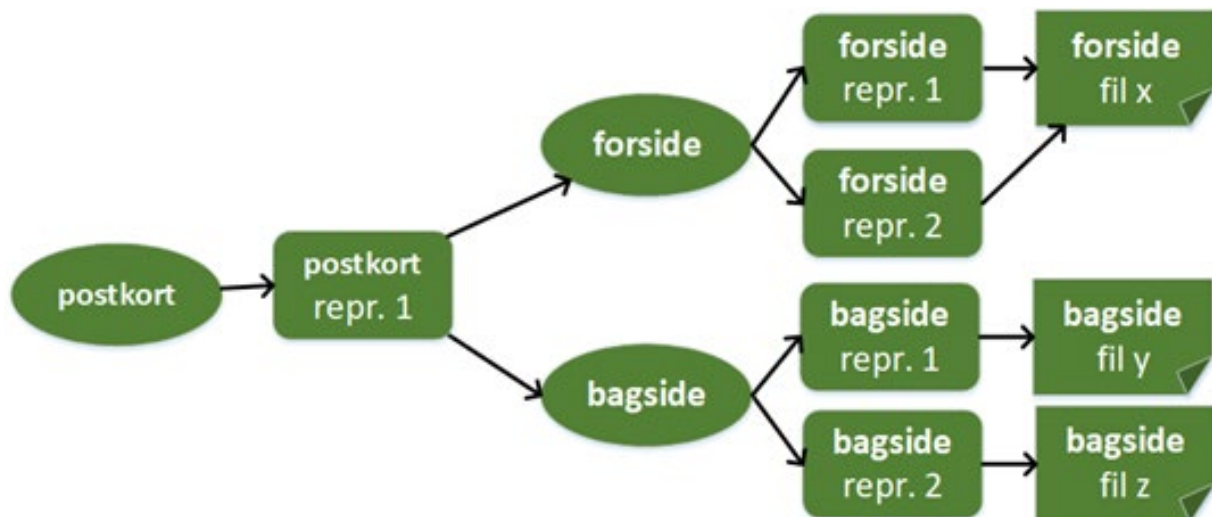 postkort
postkort
repr. 1
forside
bagside
forside
repr. 1
forside
repr. 2
bagside
repr. 1
bagside
repr. 2
forside
fil x
bagside
fil y
bagside
fil z